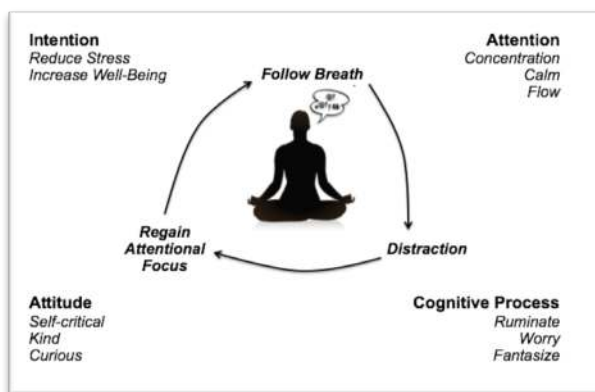 Intention
Reduce Stress
Increase Well-Being
Attention
Concentration
Calm
Flow
Follow Breath
Regain
Attentional
Focus
Distraction
Attitude
Self-critical
Kind
Curious
Cognitive Process
Ruminate
Worry
Fantasize